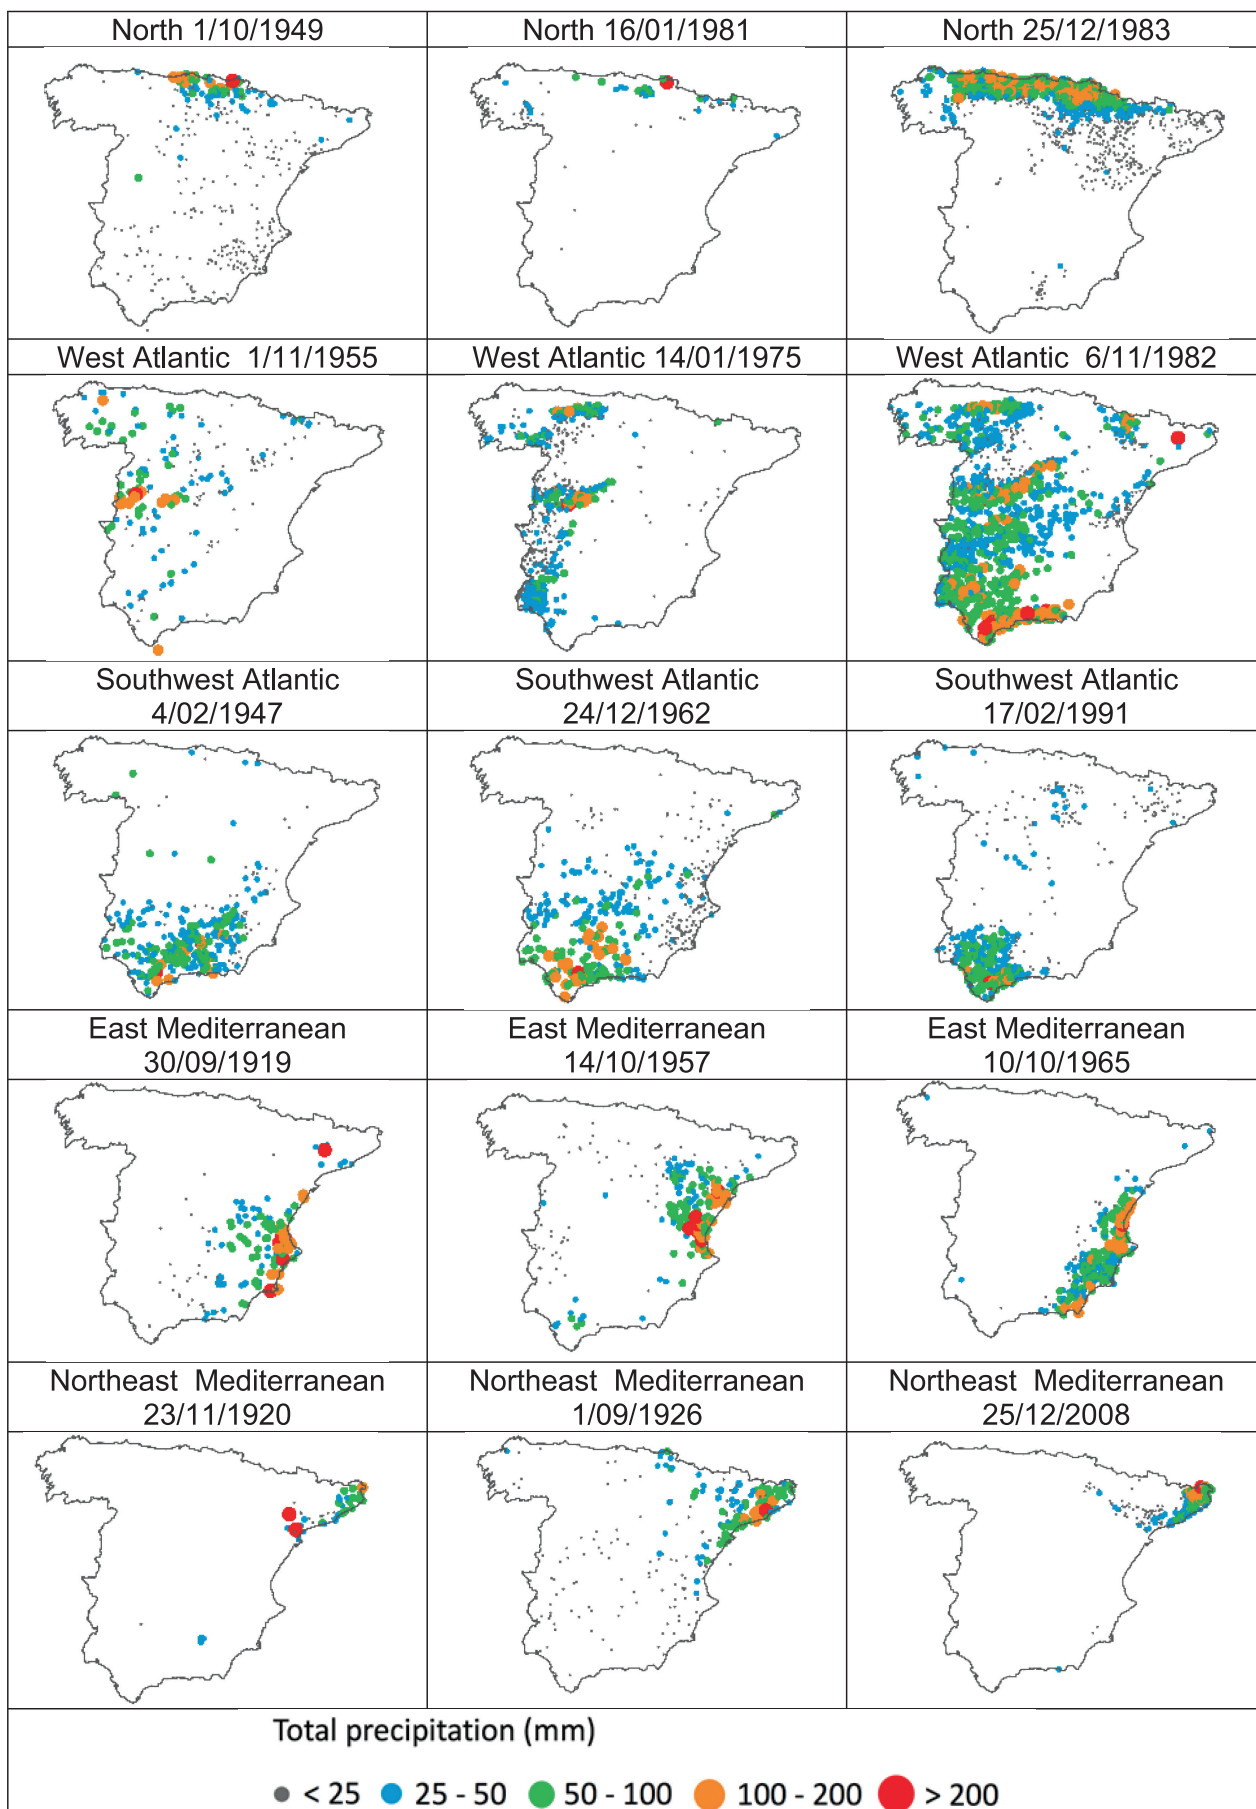 North 1/10/1949
North 16/01/1981
North 25/12/1983
West Atlantic 1/11/1955
West Atlantic 14/01/1975
West Atlantic 6/11/1982
Southwest Atlantic
4/02/1947
Southwest Atlantic
24/12/1962
Southwest Atlantic
17/02/1991
East Mediterranean
30/09/1919
East Mediterranean
14/10/1957
East Mediterranean
10/10/1965
Northeast Mediterranean
23/11/1920
Northeast Mediterranean
1/09/1926
Northeast Mediterranean
25/12/2008
Total precipitation (mm)
< 25 25 - 50 50 - 100 100 - 200 > 200